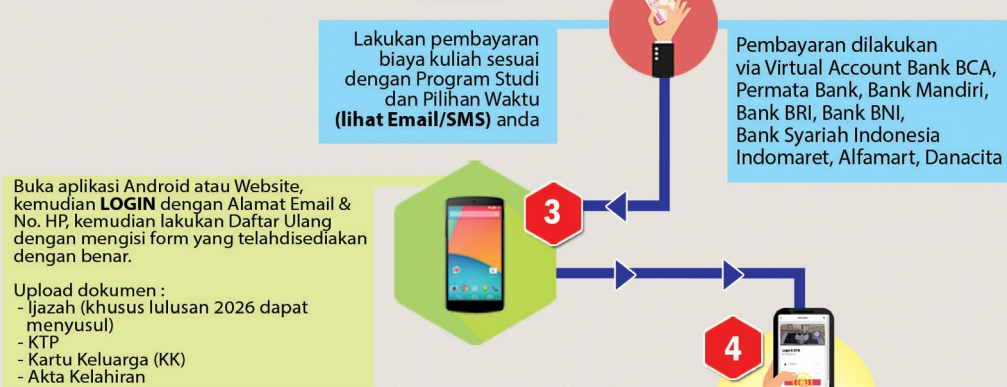 Lakukan pembayaran
biaya kuliah sesuai
dengan Program Studi
dan Pilihan Waktu
(lihat Email/SMS) anda
Pembayaran dilakukan
via Virtual Account Bank BCA,
Permata Bank, Bank Mandiri,
Bank BRI, Bank BNI,
Bank Syariah Indonesia
Indomaret, Alfamart, Danacita
Buka aplikasi Android atau Website,
kemudian LOGIN dengan Alamat Email &
No. HP, kemudian lakukan Daftar Ulang
dengan mengisi form yang telahdisediakan
dengan benar.
Upload dokumen :
- Ijazah (khusus lulusan 2026 dapat
menyusul)
- KTP
- Kartu Keluarga (KK)
- Akta Kelahiran
3
4